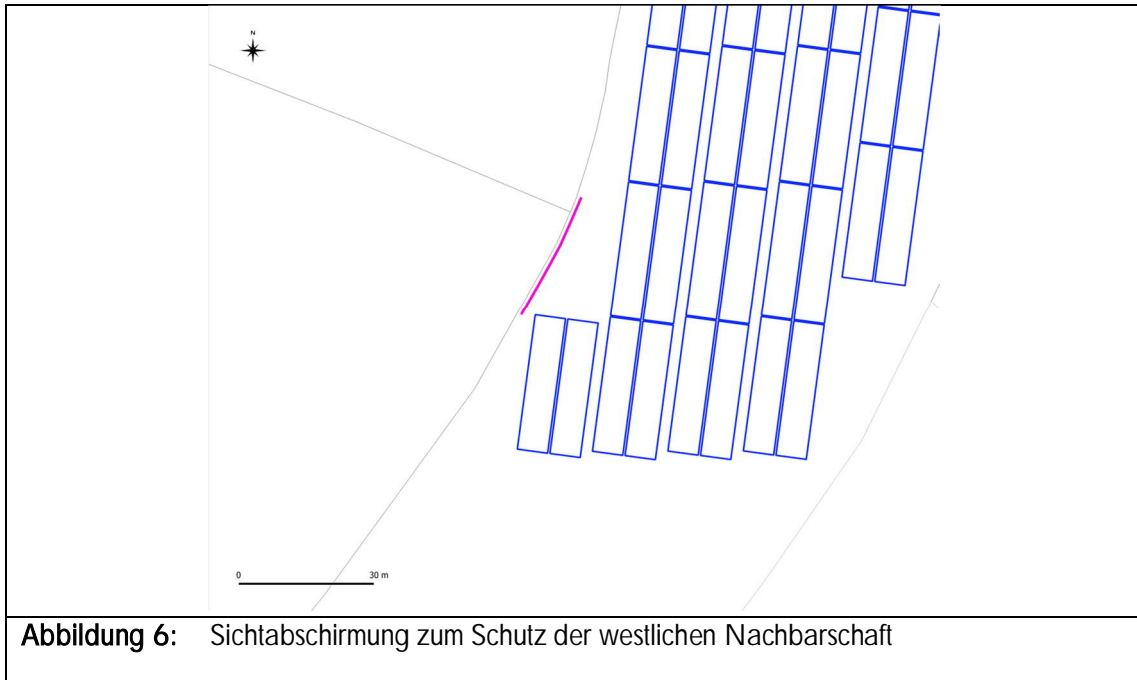 N
0 30 m
Abbildung 6: Sichtabschirmung zum Schutz der westlichen Nachbarschaft